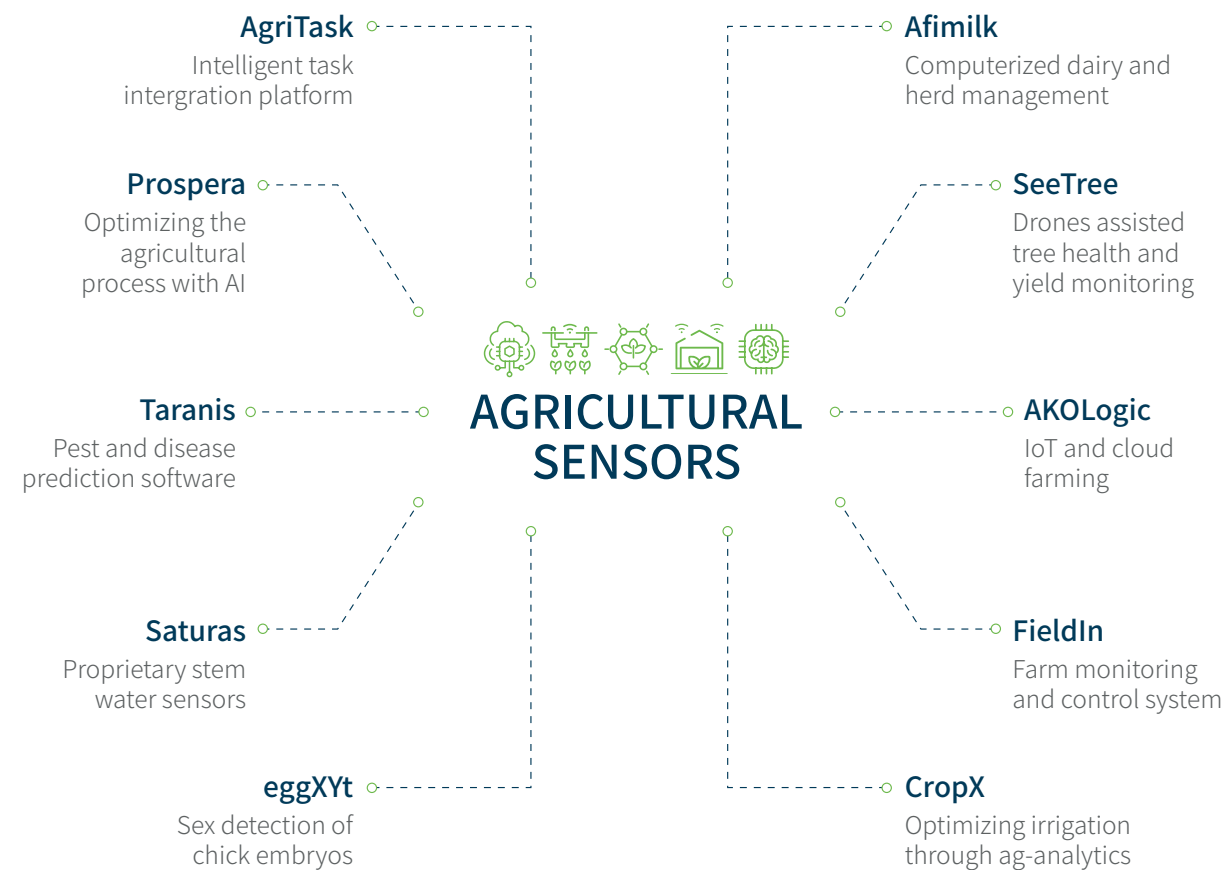 AgriTask
Intelligent task
intergration platform
Afimilk
Computerized dairy and
herd management
Prospera
Optimizing the
agricultural
process with AI
SeeTree
Drones assisted
tree health and
yield monitoring
AGRICULTURAL
SENSORS
Taranis
Pest and disease
prediction software
AKOLogic
IoT and cloud
farming
Saturas
Proprietary stem
water sensors
FieldIn
Farm monitoring
and control system
eggXYt
Sex detection of
chick embryos
CropX
Optimizing irrigation
through ag-analytics